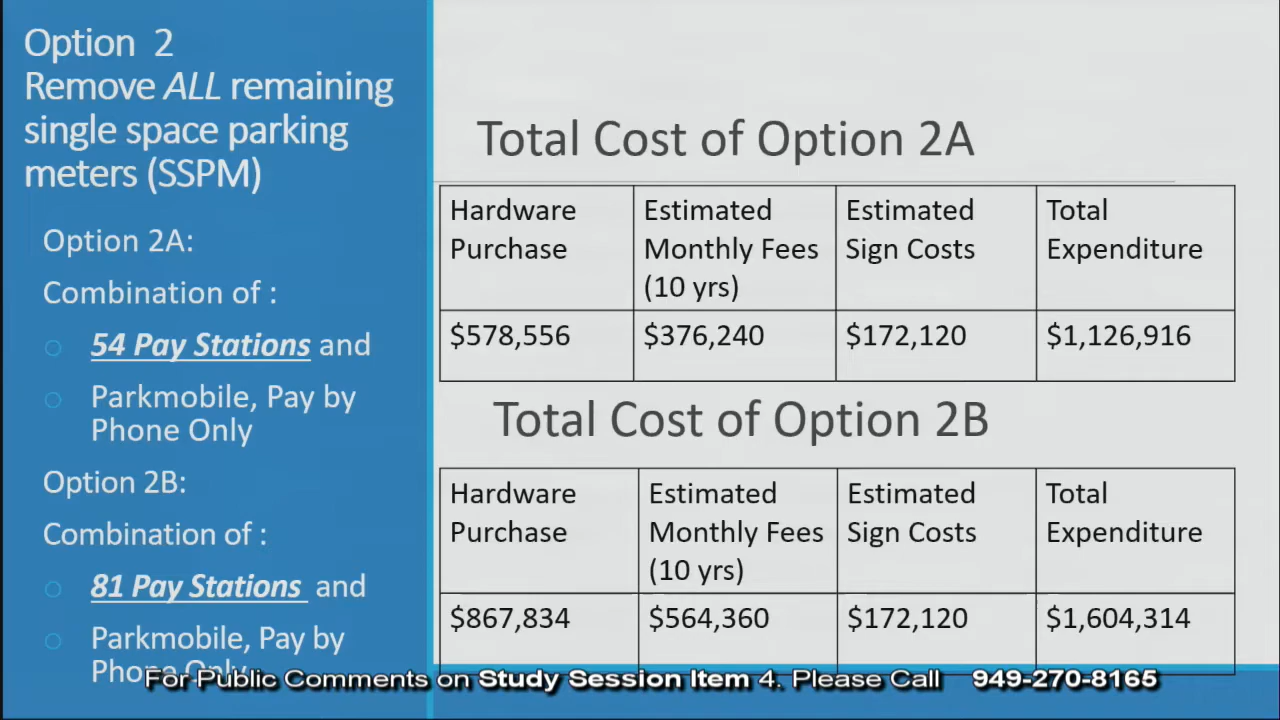 Option 2
Remove ALL remaining
single space parking
meters (SSPM)
Option 2A:
Combination of :
54 Pay Stations and
Parkmobile, Pay by
Phone Only
Option 2B:
Combination of :
81 Pay Stations and
Parkmobile, Pay by
Phone Only
Total Cost of Option 2A
Hardware Purchase
Estimated Monthly Fees (10 yrs)
Estimated Sign Costs
Total Expenditure
$578,556
$376,240
$172,120
$1,126,916
Total Cost of Option 2B
Hardware Purchase
Estimated Monthly Fees (10 yrs)
Estimated Sign Costs
Total Expenditure
$867,834
$564,360
$172,120
$1,604,314
For Public Comments on Study Session Item 4. Please Call 949-270-8165